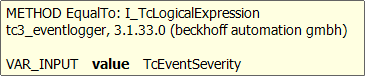 METHOD EqualTo: I_TcLogicalExpression
tc3_eventlogger, 3.1.33.0 (beckhoff automation gmbh)
VAR_INPUT value TcEventSeverity